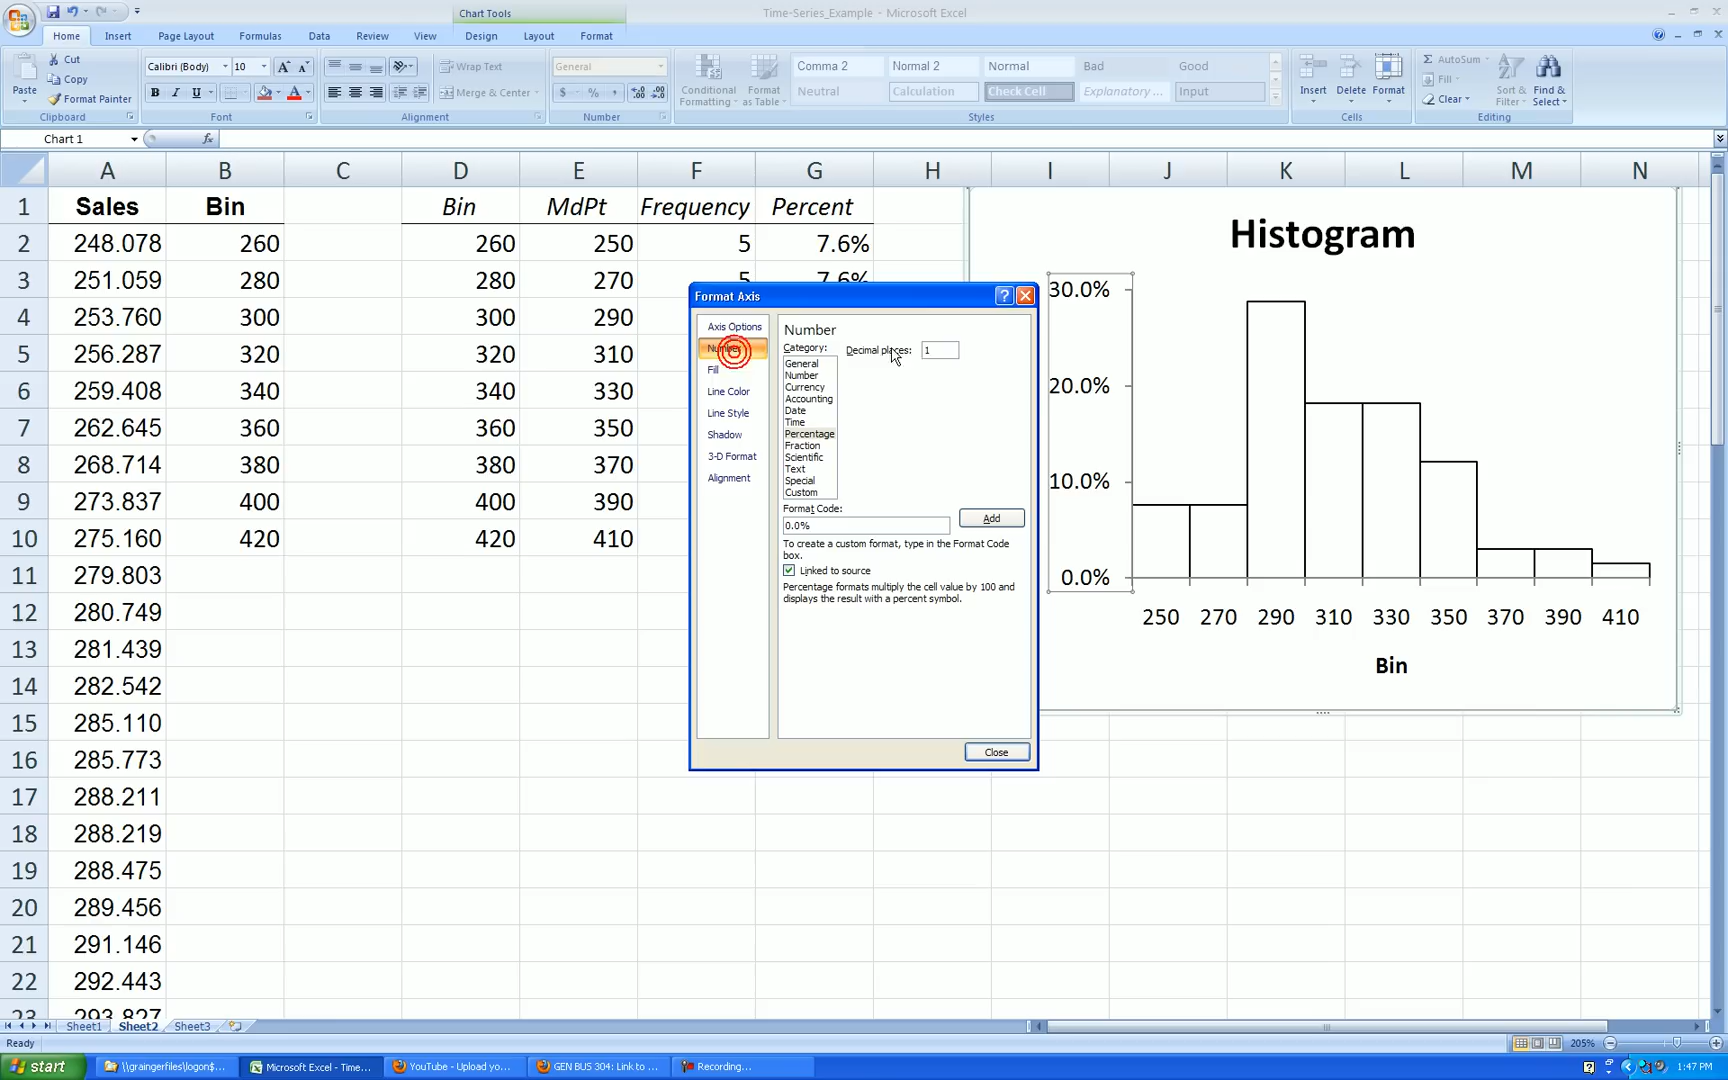 Chart Tools
Time-Series_Example - Microsoft Excel
Home Insert Page Layout Formulas Data Review View Design Layout Format
Paste
Cut
Copy
Format Painter
Clipboard
Calibri (Body) 10
B I U
Font
Wrap Text
Merge & Center
Alignment
General
$ % ,
Number
Conditional Formatting
Format as Table
Comma 2 Normal 2 Normal Bad Good
Neutral Calculation Check Cell Explanatory ... Input
Styles
Insert Delete Format
Cells
AutoSum
Fill
Clear
Sort & Filter
Find & Select
Editing
Chart 1 fx
A B C D E F G H I J K L M N
1 Sales Bin Bin MdPt Frequency Percent
2 248.078 260 260 250 5 7.6%
3 251.059 280 280 270 5 7.6%
4 253.760 300 300 290
5 256.287 320 320 310
6 259.408 340 340 330
7 262.645 360 360 350
8 268.714 380 380 370
9 273.837 400 400 390
10 275.160 420 420 410
11 279.803
12 280.749
13 281.439
14 282.542
15 285.110
16 285.773
17 288.211
18 288.219
19 288.475
20 289.456
21 291.146
22 292.443
23 293.827
Format Axis
Axis Options
Number
Fill
Line Color
Line Style
Shadow
3-D Format
Alignment
Number
Category:
Decimal places: 1
General
Number
Currency
Accounting
Date
Time
Percentage
Fraction
Scientific
Text
Special
Custom
Format Code:
0.0%
Add
To create a custom format, type in the Format Code
box.
Linked to source
Percentage formats multiply the cell value by 100 and
displays the result with a percent symbol.
Close
Histogram
30.0%
20.0%
10.0%
0.0%
250 270 290 310 330 350 370 390 410
Bin
Sheet1 Sheet2 Sheet3
Ready
205%
start
\\graingerfiles\logon$...
Microsoft Excel - Time...
YouTube - Upload yo...
GEN BUS 304: Link to ...
Recording...
1:47 PM